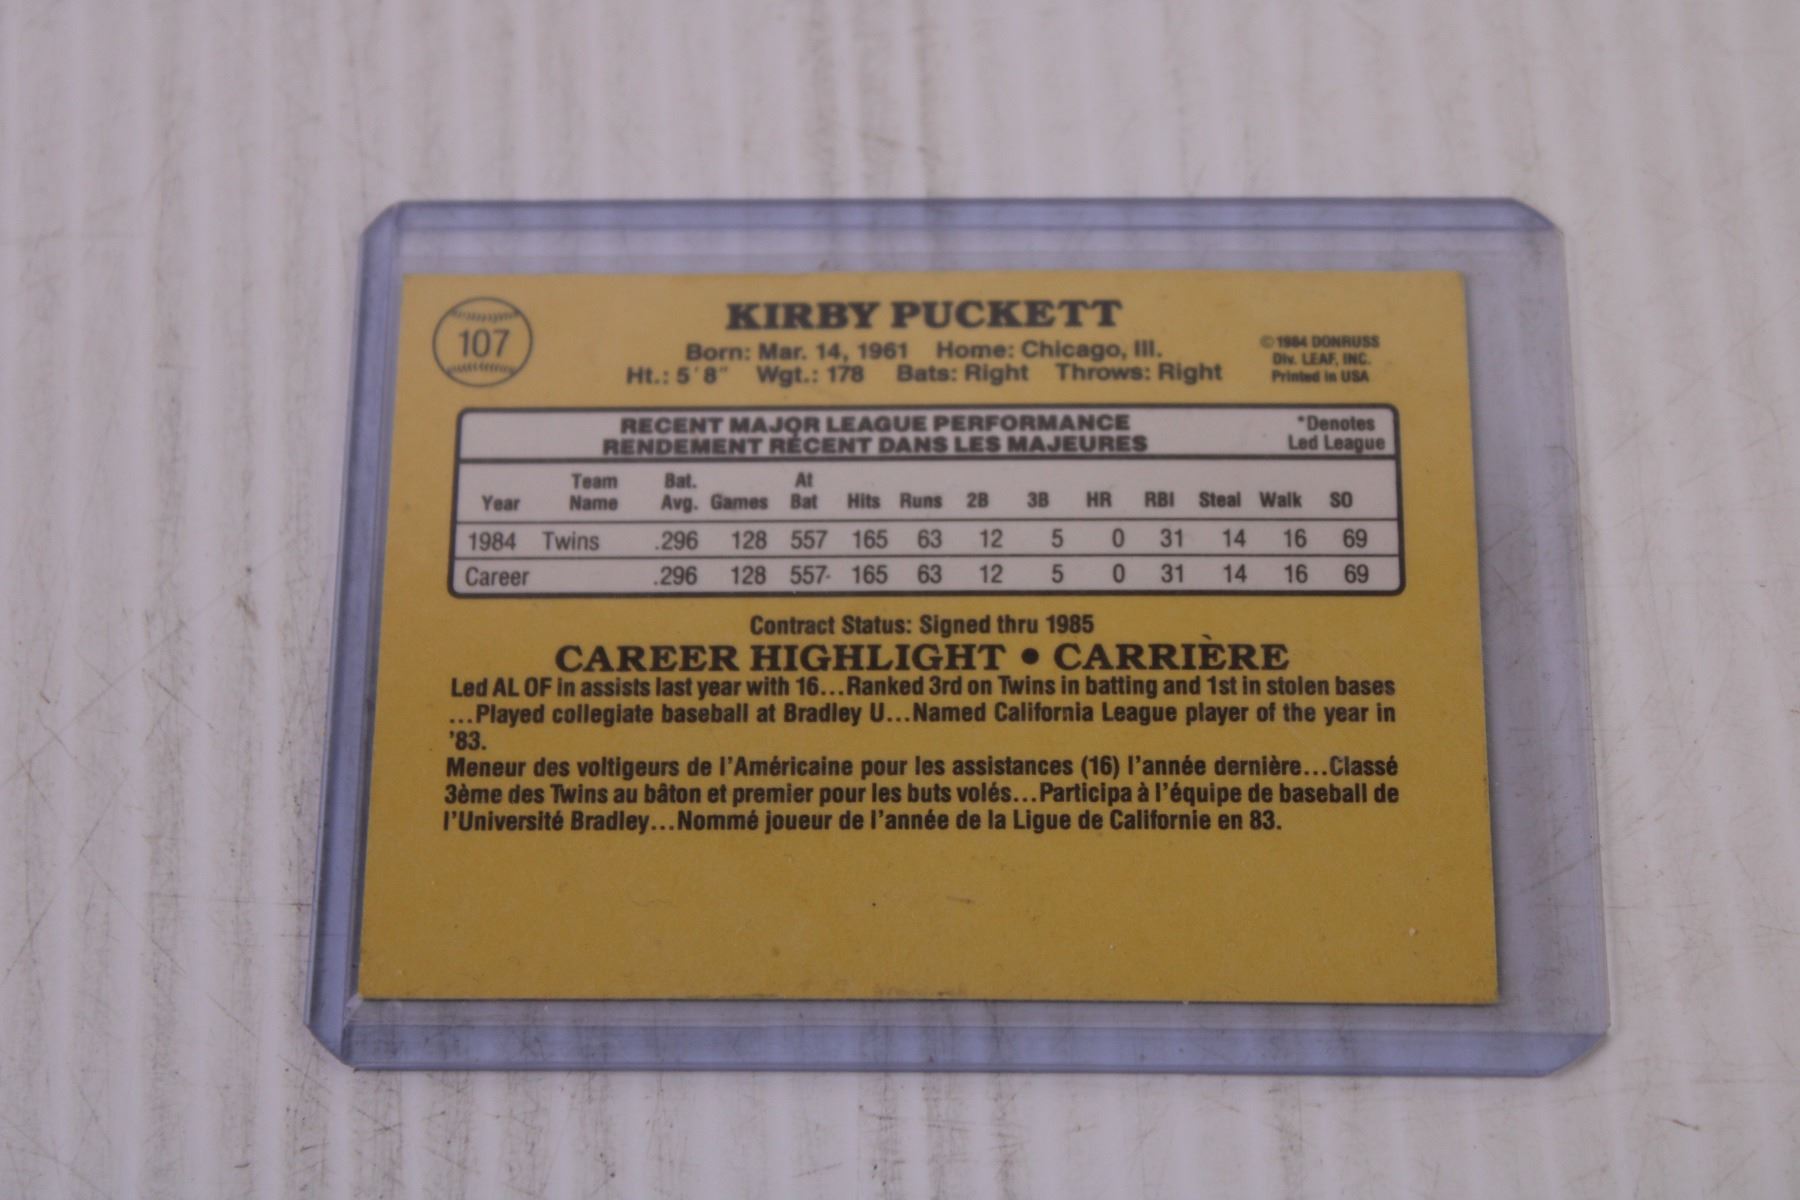 107
KIRBY PUCKETT
Born: Mar. 14, 1961 Home: Chicago, Ill.
Ht.: 5'8" Wgt.: 178 Bats: Right Throws: Right
©1984 DONRUSS
Div. LEAF, INC.
Printed in USA
RECENT MAJOR LEAGUE PERFORMANCE
RENDEMENT RÉCENT DANS LES MAJEURES
*Denotes
Led League
Year Team Name Bat. Avg. Games At Bat Hits Runs 2B 3B HR RBI Steal Walk SO
1984 Twins .296 128 557 165 63 12 5 0 31 14 16 69
Career .296 128 557 165 63 12 5 0 31 14 16 69
Contract Status: Signed thru 1985
CAREER HIGHLIGHT • CARRIÈRE
Led AL OF in assists last year with 16...Ranked 3rd on Twins in batting and 1st in stolen bases
...Played collegiate baseball at Bradley U...Named California League player of the year in
'83.
Meneur des voltigeurs de l'Américaine pour les assistances (16) l'année dernière...Classé
3ème des Twins au bâton et premier pour les buts volés...Participa à l'équipe de baseball de
l'Université Bradley...Nommé joueur de l'année de la Ligue de Californie en 83.